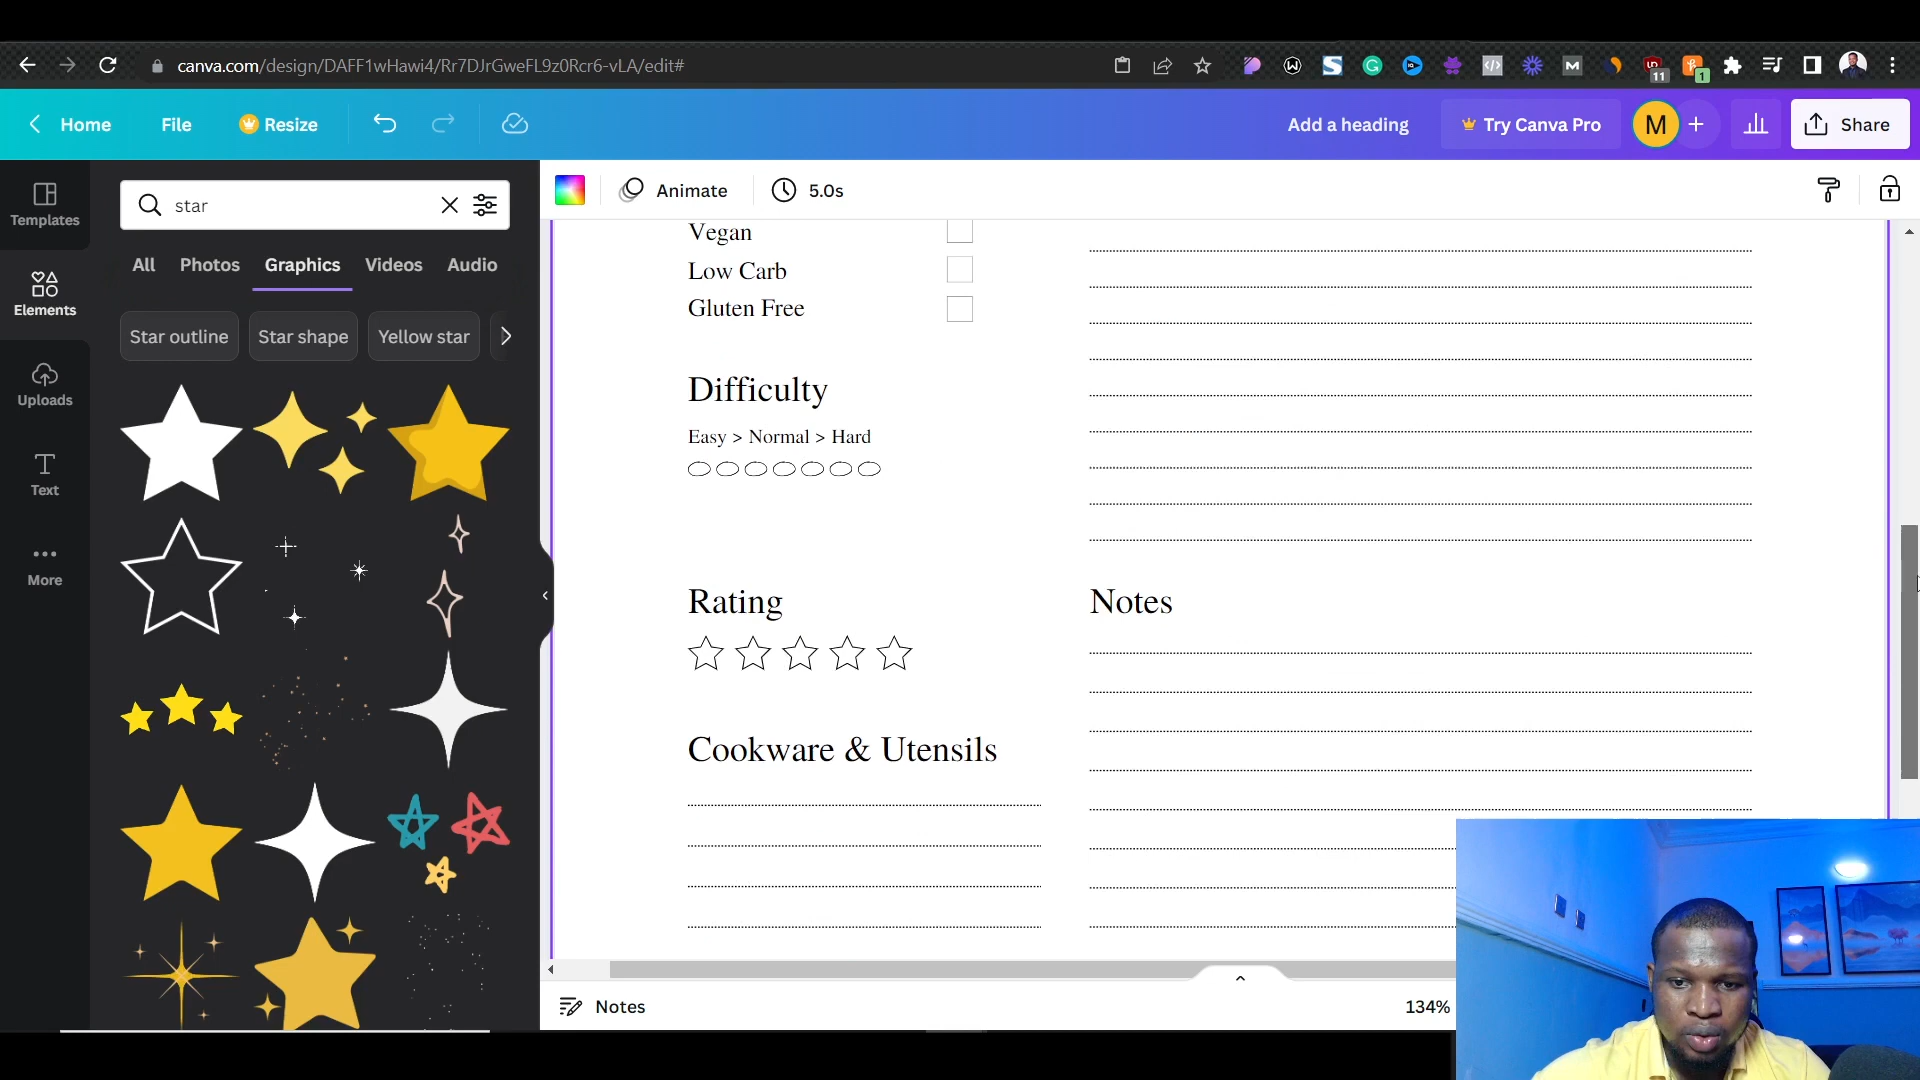 canva.com/design/DAFF1wHawi4/Rr7DJrGweFL9z0Rcr6-vLA/edit#
11
1
Home
File
Resize
Add a heading
Try Canva Pro
M
+
Share
Templates
Elements
Uploads
Text
More
star
All
Photos
Graphics
Videos
Audio
Star outline
Star shape
Yellow star
Animate
5.0s
Vegan
Low Carb
Gluten Free
Difficulty
Easy > Normal > Hard
Rating
Notes
Cookware & Utensils
Notes
134%